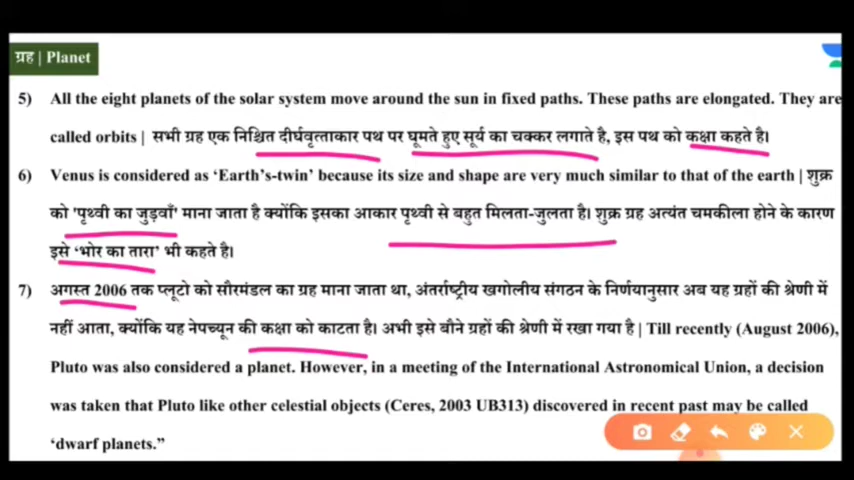 ग्रह | Planet
5) All the eight planets of the solar system move around the sun in fixed paths. These paths are elongated. They are
called orbits | सभी ग्रह एक निश्चित दीर्घवृत्ताकार पथ पर घूमते हुए सूर्य का चक्कर लगाते है, इस पथ को कक्षा कहते है।
6) Venus is considered as ‘Earth’s-twin’ because its size and shape are very much similar to that of the earth | शुक्र
को 'पृथ्वी का जुड़वाँ' माना जाता है क्योंकि इसका आकार पृथ्वी से बहुत मिलता-जुलता है। शुक्र ग्रह अत्यंत चमकीला होने के कारण
इसे ‘भोर का तारा’ भी कहते है।
7) अगस्त 2006 तक प्लूटो को सौरमंडल का ग्रह माना जाता था, अंतर्राष्ट्रीय खगोलीय संगठन के निर्णयानुसार अब यह ग्रहों की श्रेणी में
नहीं आता, क्योंकि यह नेपच्यून की कक्षा को काटता है। अभी इसे बौने ग्रहों की श्रेणी में रखा गया है | Till recently (August 2006),
Pluto was also considered a planet. However, in a meeting of the International Astronomical Union, a decision
was taken that Pluto like other celestial objects (Ceres, 2003 UB313) discovered in recent past may be called
‘dwarf planets.”